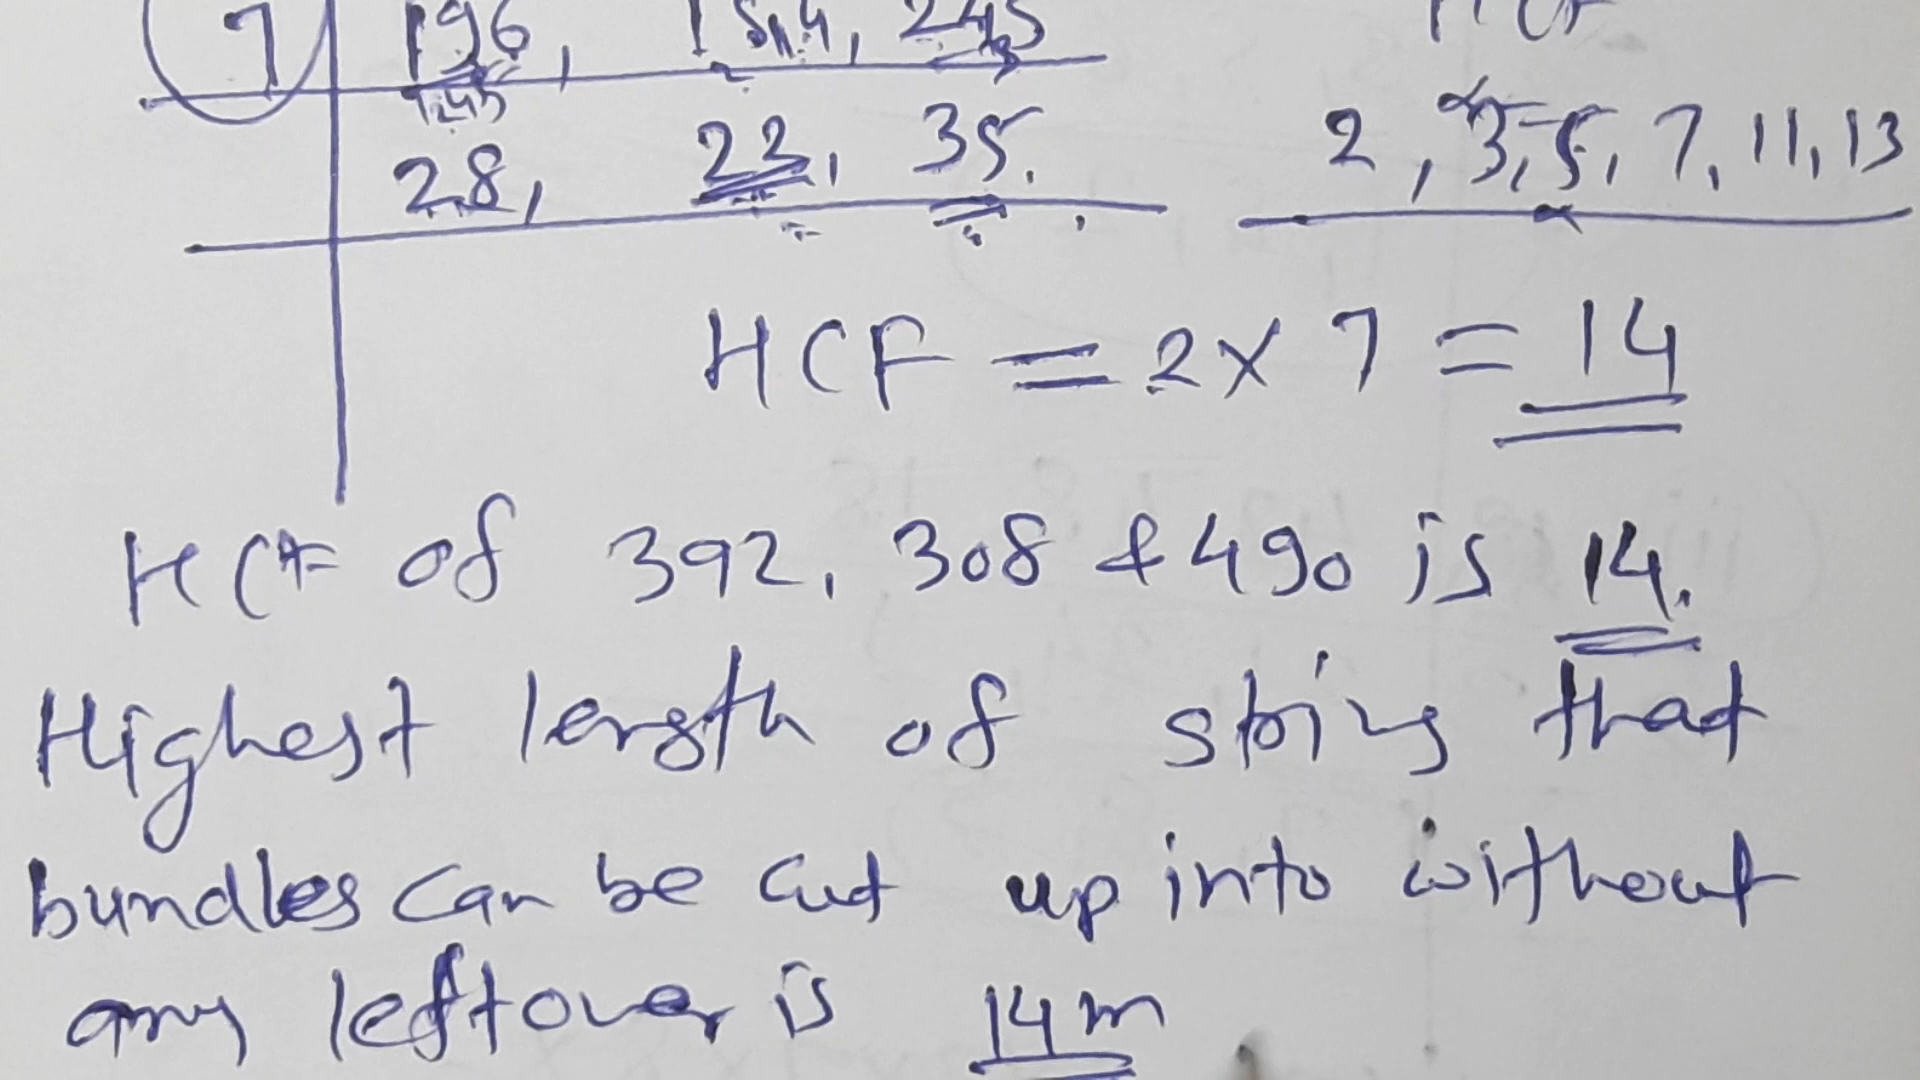 7 196, 154, 245 HCF
28, 22, 35. 2, 3, 5, 7, 11, 13
HCF = 2 x 7 = 14
HCF of 392, 308 & 490 is 14.
Highest length of string that
bundles can be cut up into without
any leftover is 14m